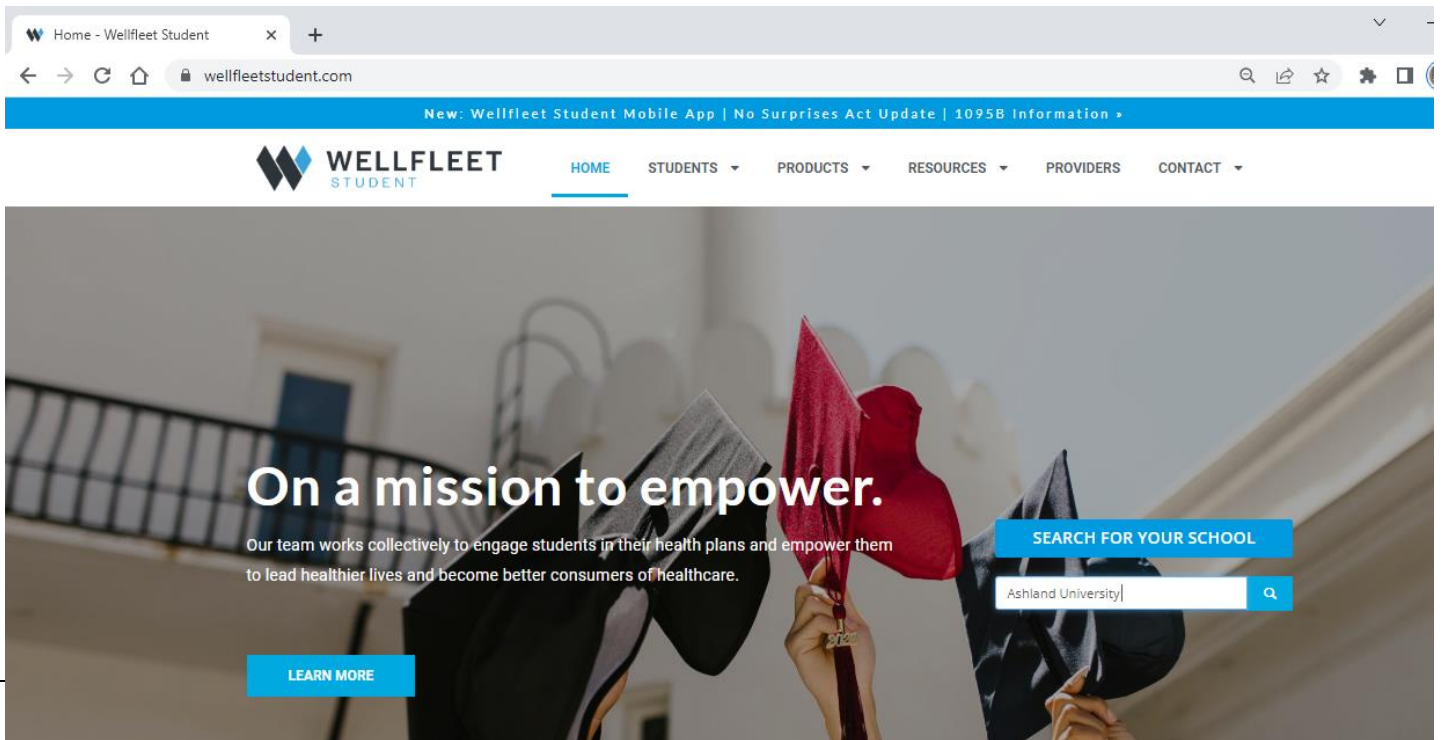 Home - Wellfleet Student
wellfleetstudent.com
New: Wellfleet Student Mobile App | No Surprises Act Update | 1095B Information »
WELLFLEET
STUDENT
HOME STUDENTS PRODUCTS RESOURCES PROVIDERS CONTACT
On a mission to empower.
Our team works collectively to engage students in their health plans and empower them
to lead healthier lives and become better consumers of healthcare.
SEARCH FOR YOUR SCHOOL
Ashland University
LEARN MORE